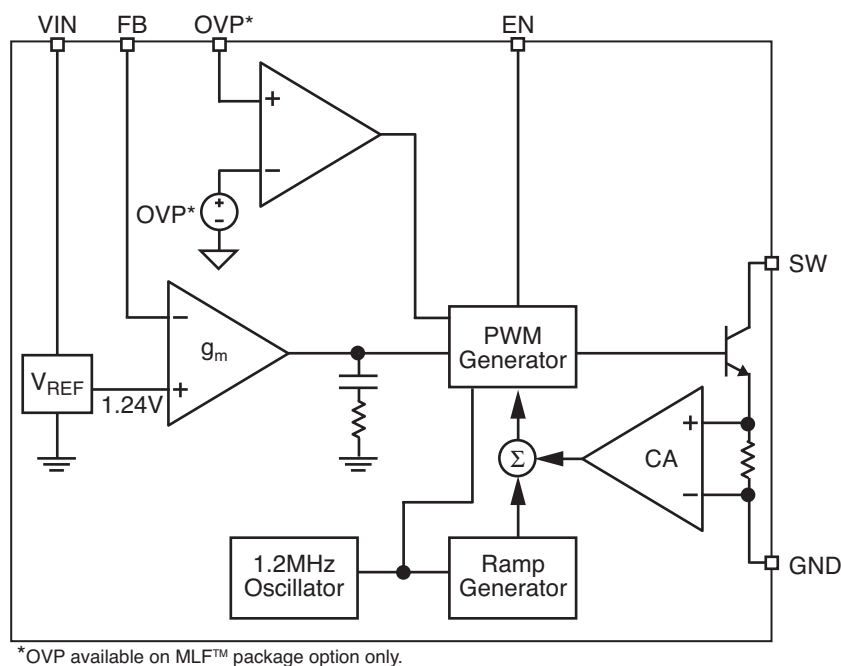 VIN FB OVP* EN
+
−
OVP*
+
−
SW
− gm
PWM
Generator
VREF
+
1.24V
+
CA
−
Σ
1.2MHz
Oscillator
Ramp
Generator
GND
*OVP available on MLF™ package option only.